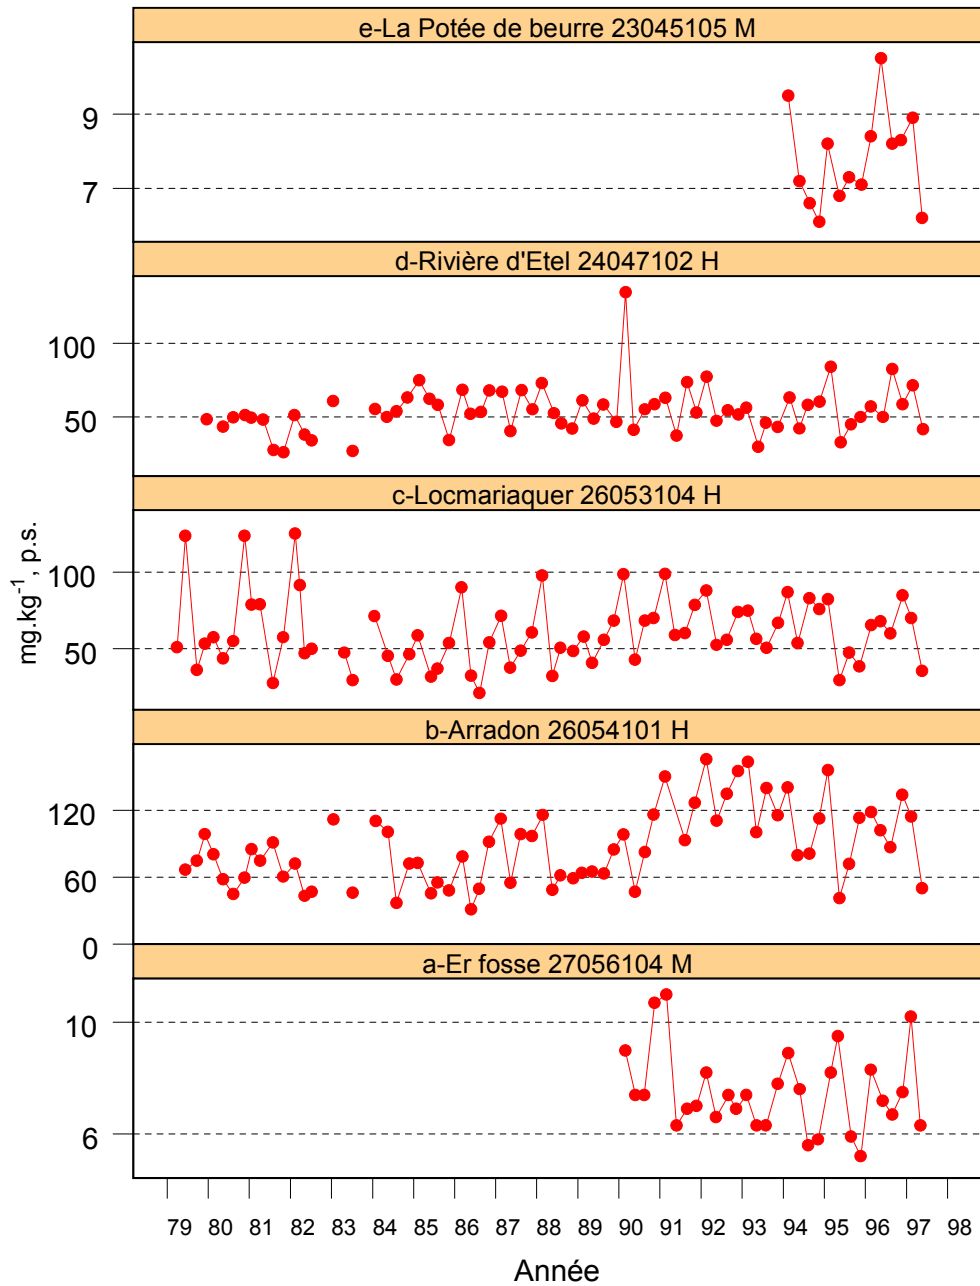 e-La Potée de beurre 23045105 M
9
7
d-Rivière d'Etel 24047102 H
100
50
c-Locmariaquer 26053104 H
100
50
mg.kg-1, p.s.
b-Arradon 26054101 H
120
60
0
a-Er fosse 27056104 M
10
6
79 80 81 82 83 84 85 86 87 88 89 90 91 92 93 94 95 96 97 98
Année